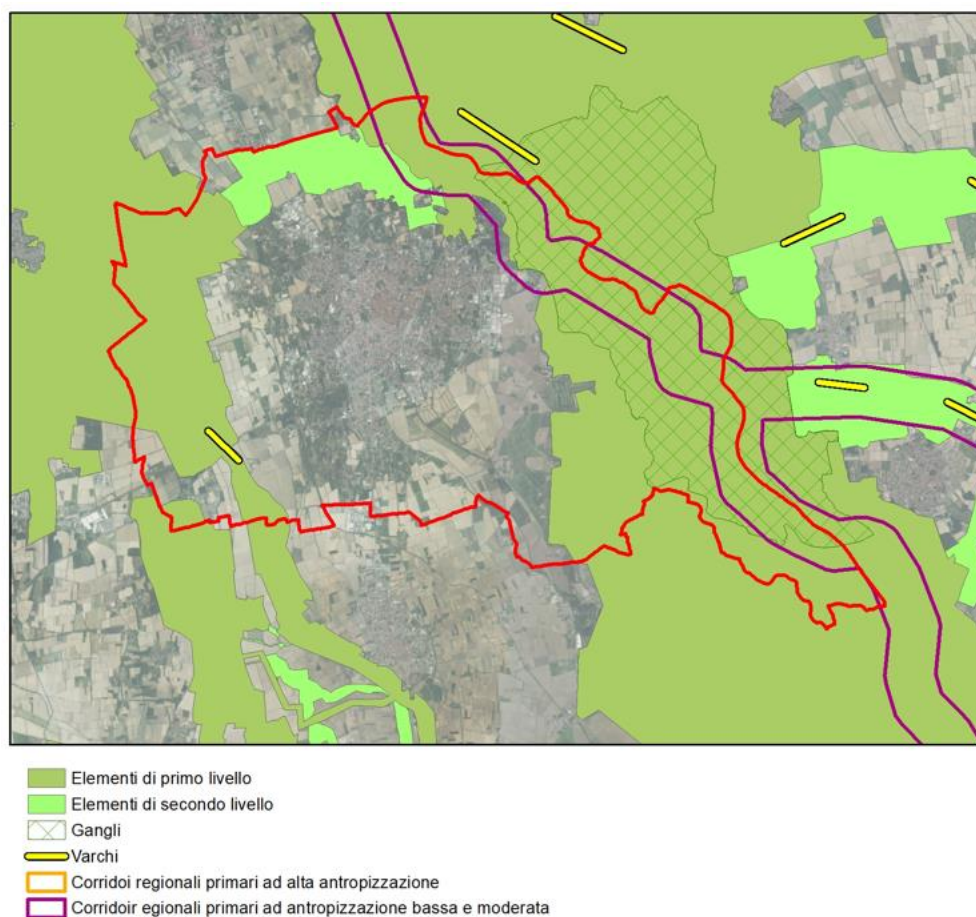 Elementi di primo livello
Elementi di secondo livello
Gangli
Varchi
Corridoi regionali primari ad alta antropizzazione
Corridoir egionali primari ad antropizzazione bassa e moderata